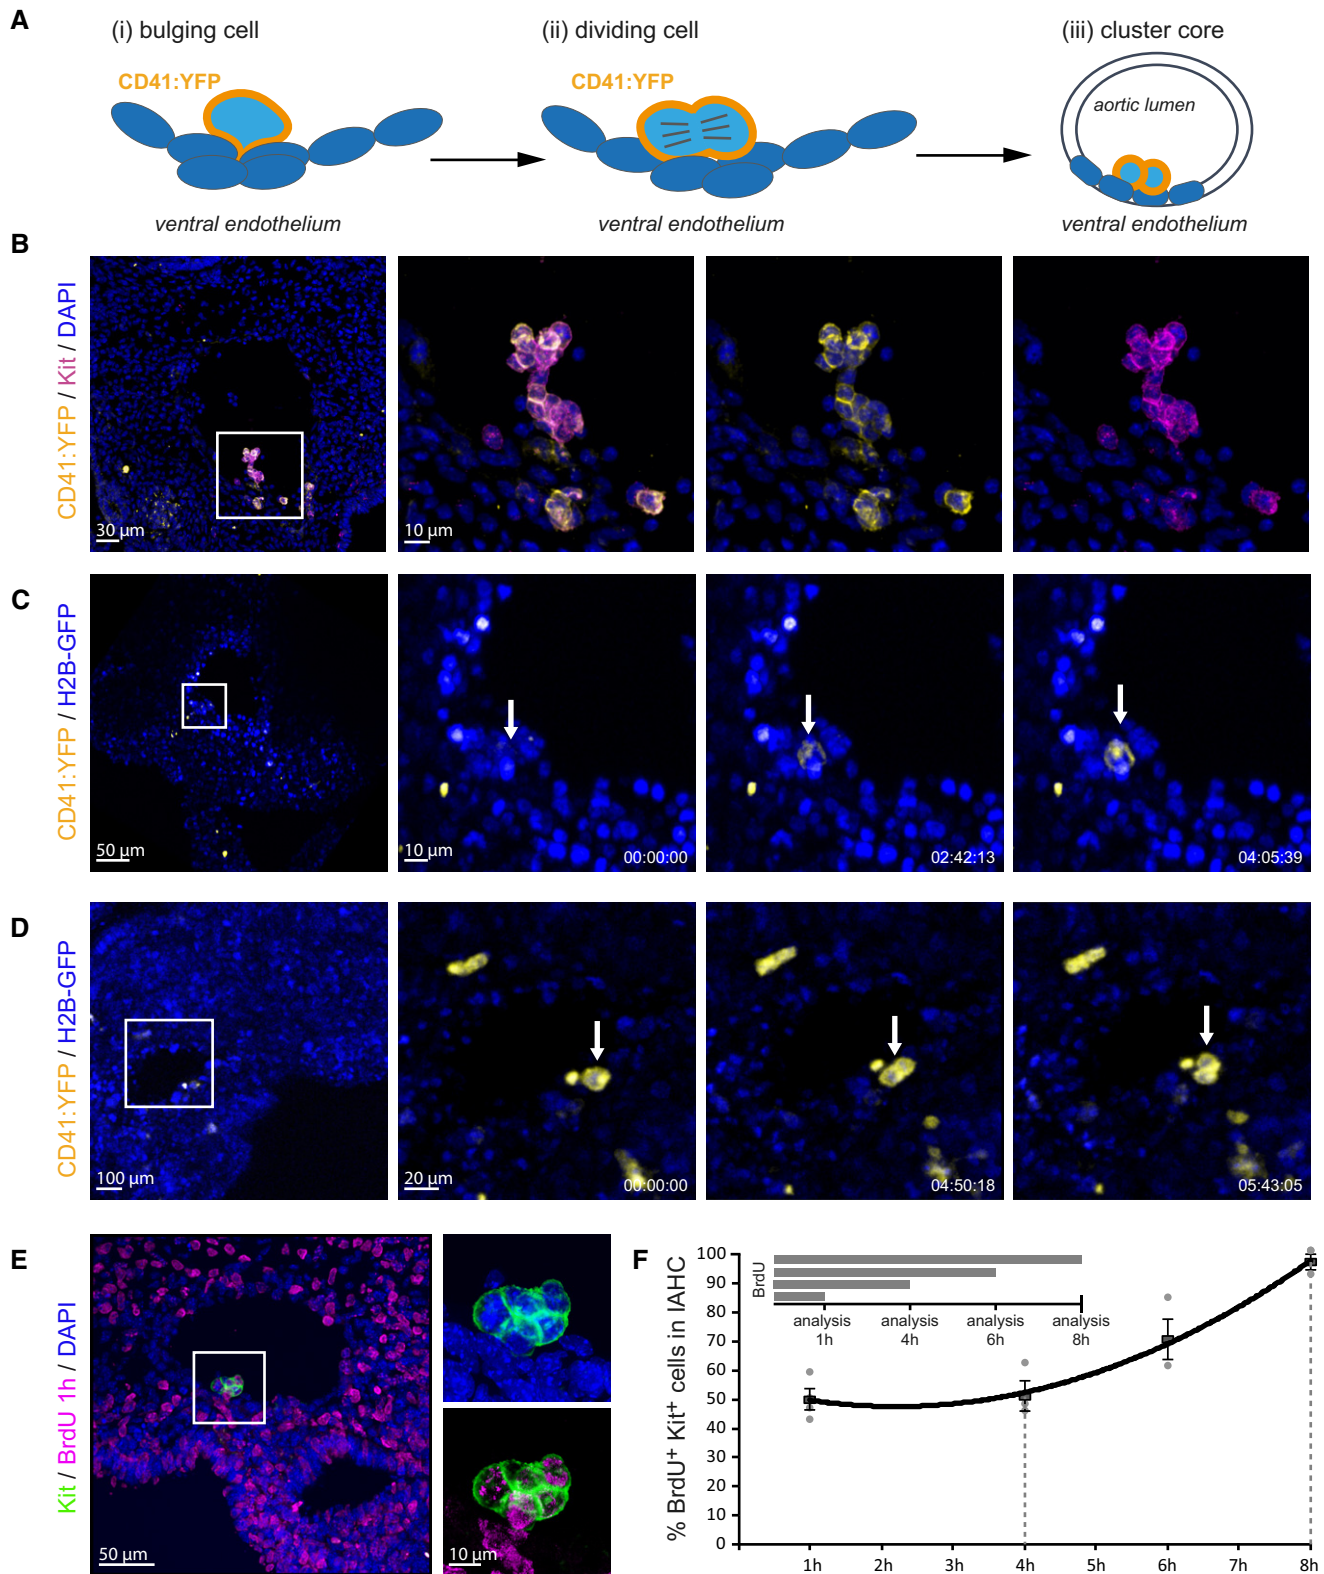 A
(i) bulging cell
(ii) dividing cell
(iii) cluster core
CD41:YFP
CD41:YFP
aortic lumen
ventral endothelium
ventral endothelium
ventral endothelium
B
CD41:YFP / Kit / DAPI
30 µm
10 µm
C
CD41:YFP / H2B-GFP
50 µm
10 µm
00:00:00
02:42:13
04:05:39
D
CD41:YFP / H2B-GFP
100 µm
20 µm
00:00:00
04:50:18
05:43:05
E
Kit / BrdU 1h / DAPI
50 µm
10 µm
F
% BrdU⁺ Kit⁺ cells in IAHC
100
90
80
70
60
50
40
30
20
10
0
BrdU
analysis 1h
analysis 4h
analysis 6h
analysis 8h
1h
2h
3h
4h
5h
6h
7h
8h